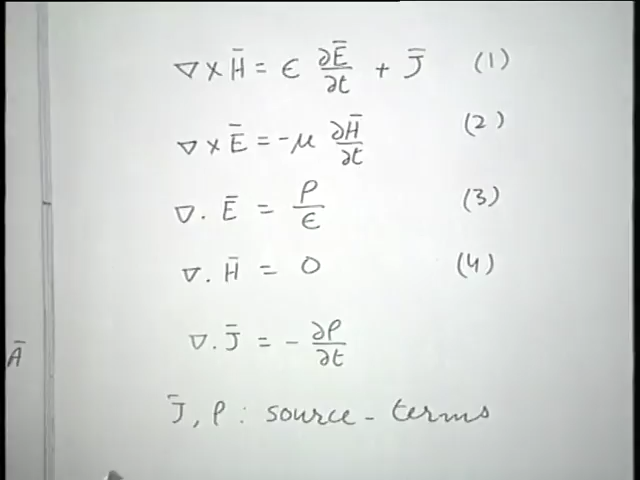 ∇ × H̄ = ϵ ∂Ē/∂t + J̄ (1)
∇ × Ē = -μ ∂H̄/∂t (2)
∇. Ē = ρ/ϵ (3)
∇. H̄ = 0 (4)
∇. J̄ = - ∂ρ/∂t
Ā
J̄, ρ : source - terms